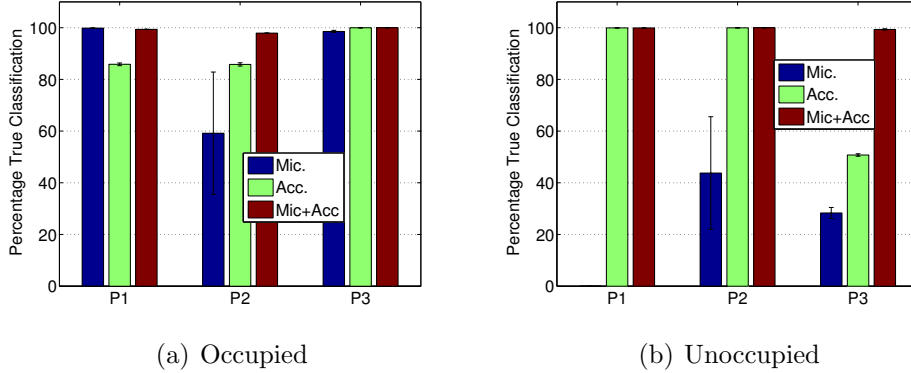 Percentage True Classification
100
80
60
40
20
0
Mic.
Acc.
Mic+Acc
P1 P2 P3
(a) Occupied
Percentage True Classification
100
80
60
40
20
0
Mic.
Acc.
Mic+Acc
P1 P2 P3
(b) Unoccupied